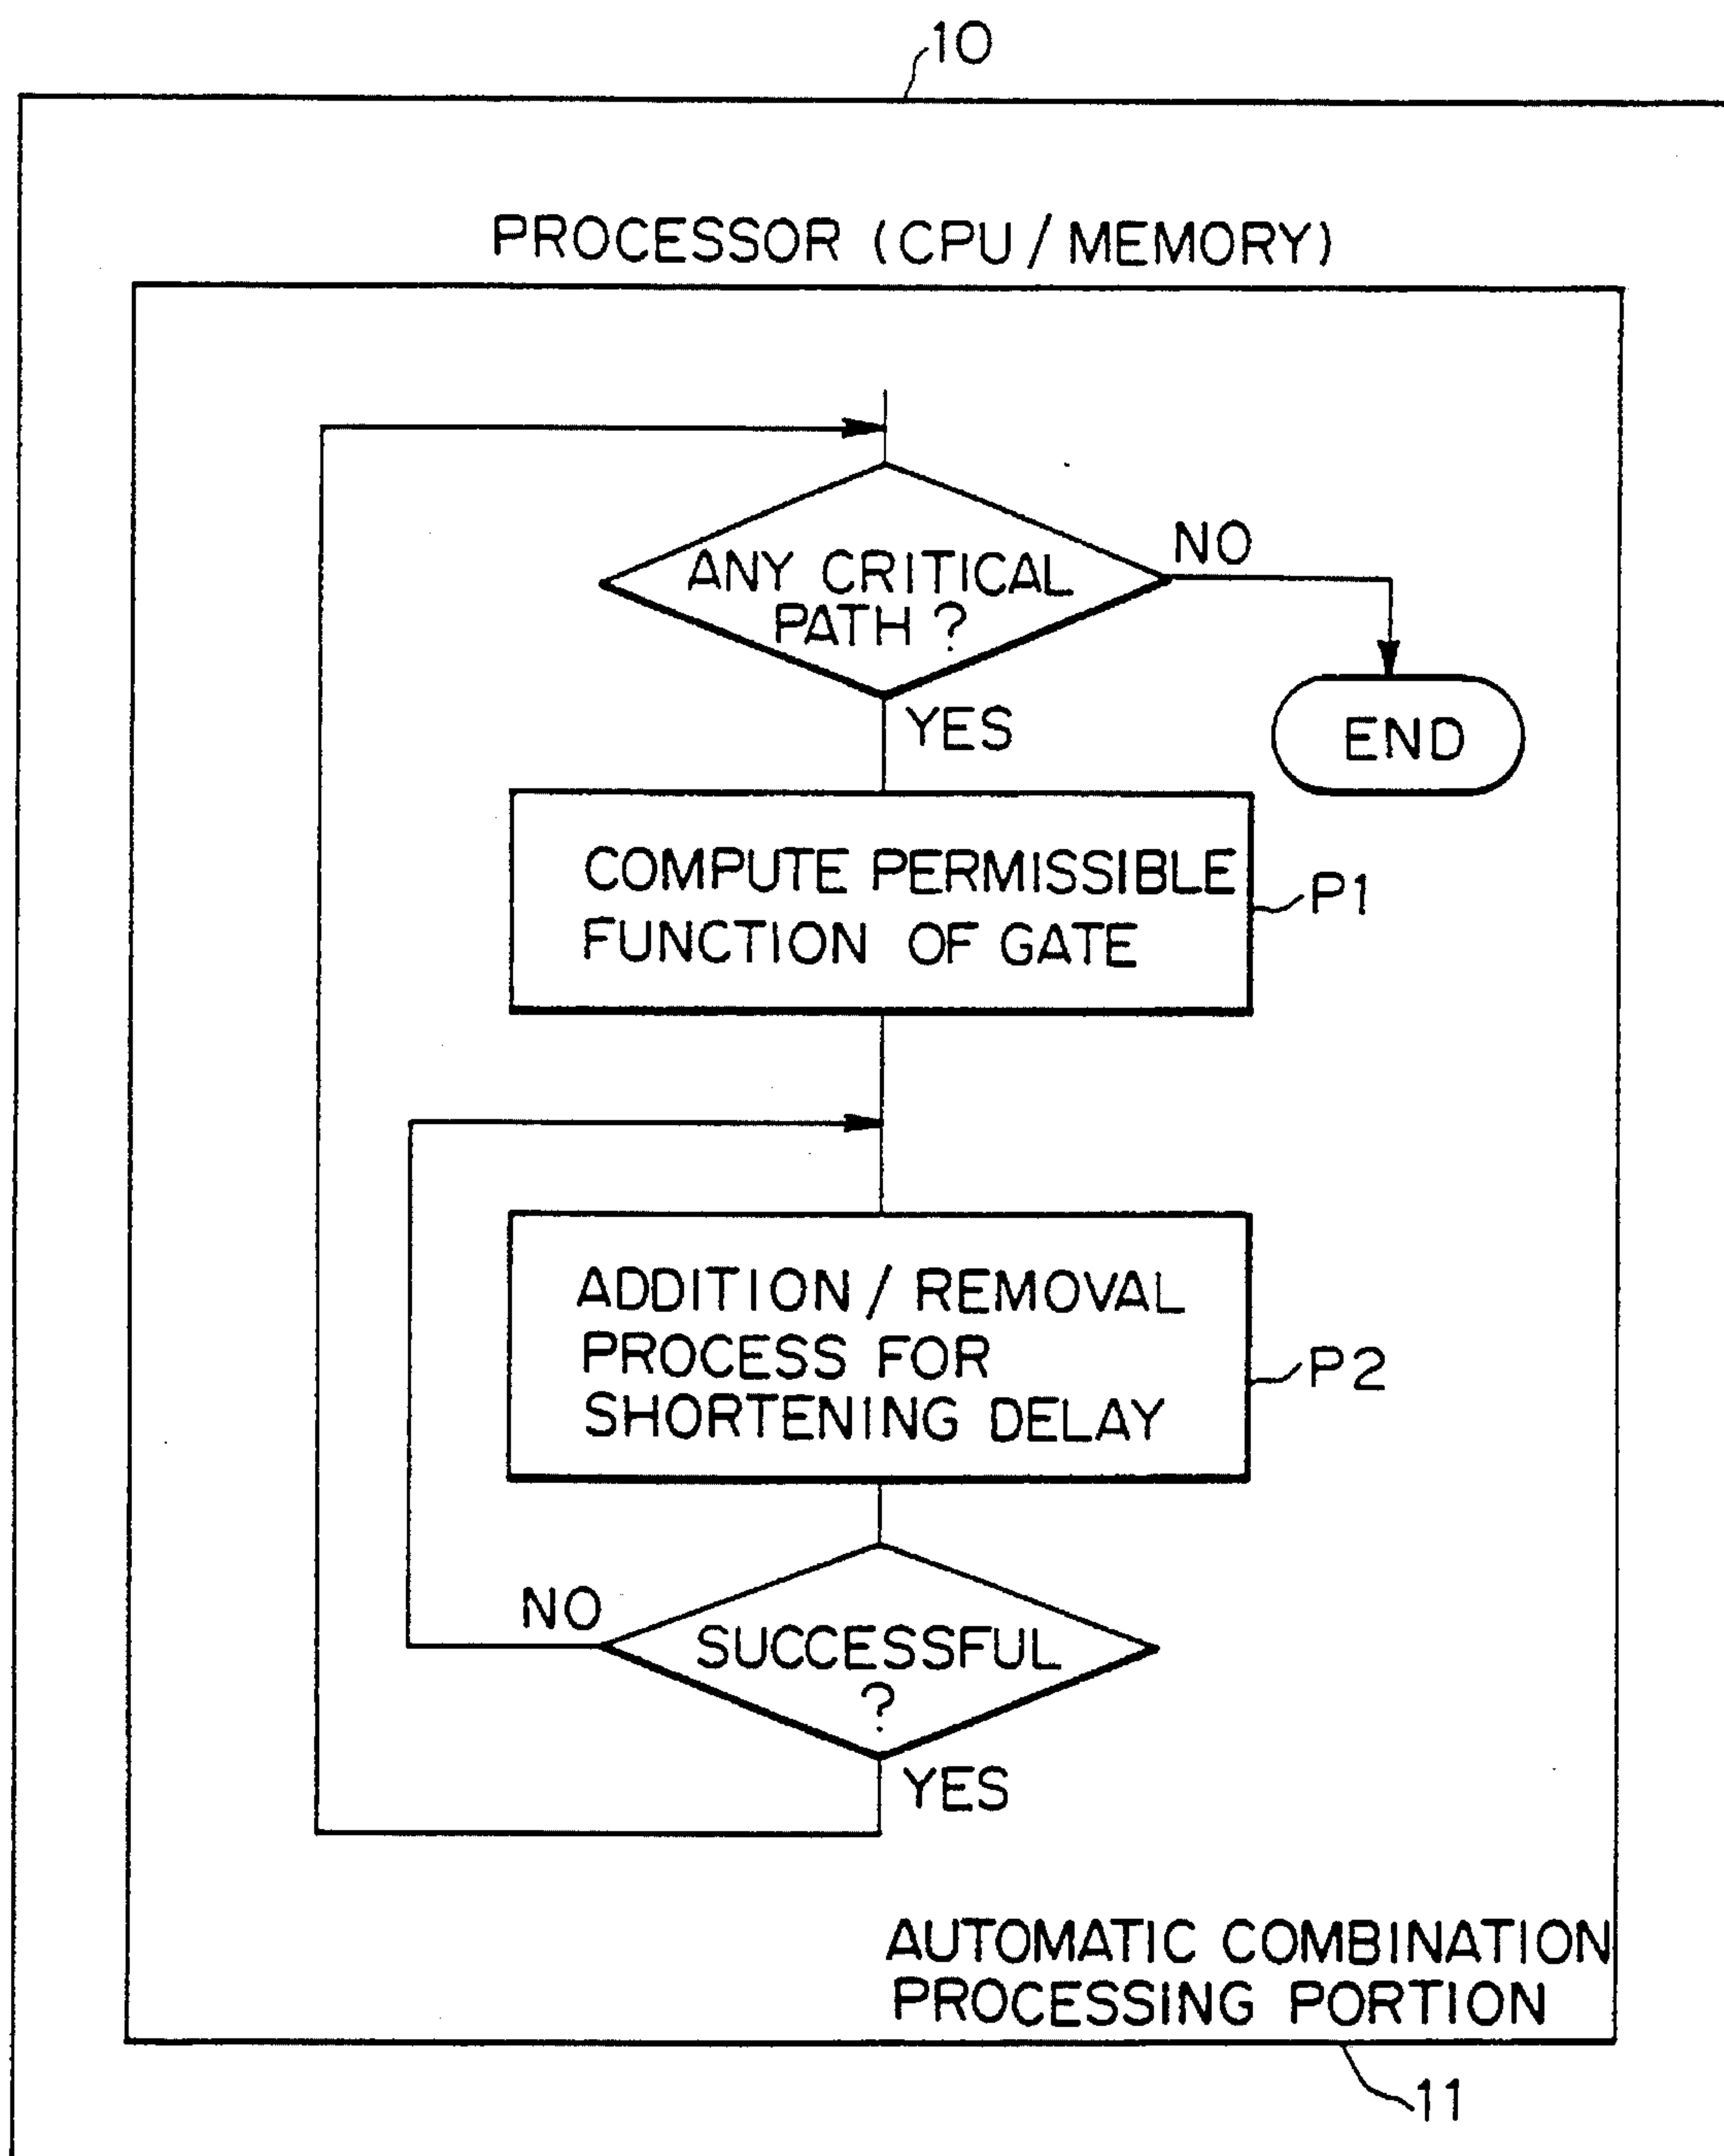 10
PROCESSOR (CPU / MEMORY)
ANY CRITICAL
PATH ?
NO
YES
END
COMPUTE PERMISSIBLE
FUNCTION OF GATE
P1
ADDITION / REMOVAL
PROCESS FOR
SHORTENING DELAY
P2
NO
SUCCESSFUL
?
YES
AUTOMATIC COMBINATION
PROCESSING PORTION
11